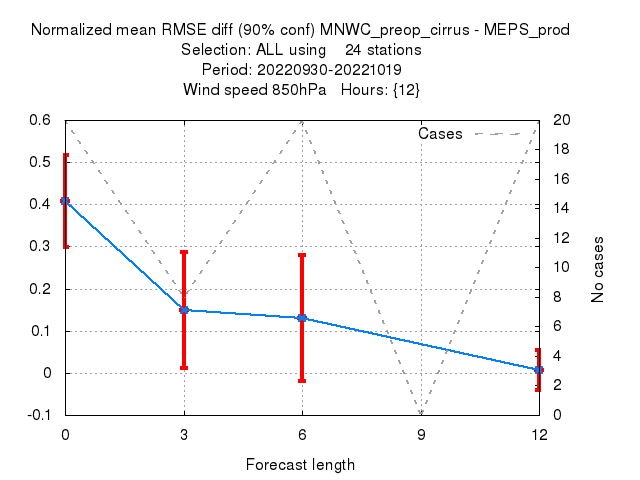 Normalized mean RMSE diff (90% conf) MNWC_preop_cirrus - MEPS_prod
Selection: ALL using 24 stations
Period: 20220930-20221019
Wind speed 850hPa Hours: {12}
Cases
0.6
0.5
0.4
0.3
0.2
0.1
0
-0.1
20
18
16
14
12
10
8
6
4
2
0
No cases
0 3 6 9 12
Forecast length